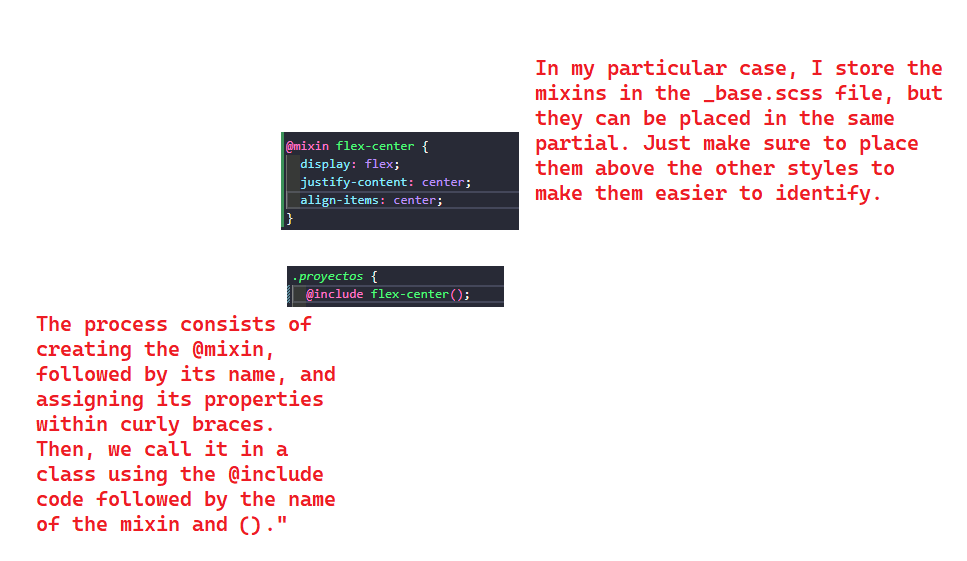 In my particular case, I store the
mixins in the _base.scss file, but
they can be placed in the same
partial. Just make sure to place
them above the other styles to
make them easier to identify.
@mixin flex-center {
display: flex;
justify-content: center;
align-items: center;
}
.proyectos {
@include flex-center();
The process consists of
creating the @mixin,
followed by its name, and
assigning its properties
within curly braces.
Then, we call it in a
class using the @include
code followed by the name
of the mixin and ()."